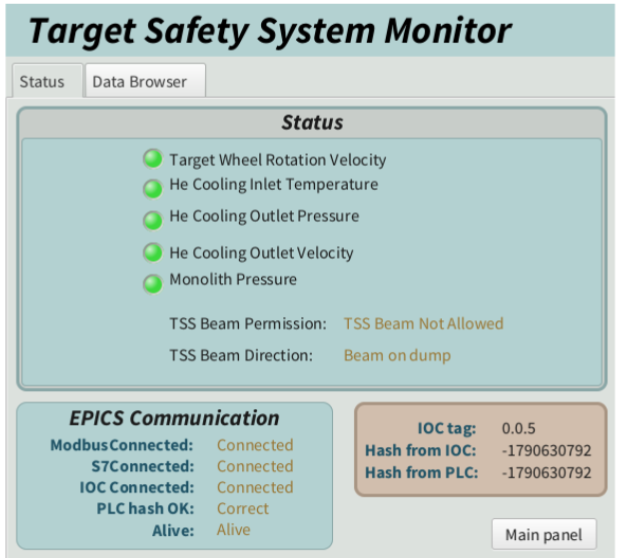 Target Safety System Monitor
Status
Data Browser
Status
Target Wheel Rotation Velocity
He Cooling Inlet Temperature
He Cooling Outlet Pressure
He Cooling Outlet Velocity
Monolith Pressure
TSS Beam Permission: TSS Beam Not Allowed
TSS Beam Direction: Beam on dump
EPICS Communication
ModbusConnected: Connected
S7Connected: Connected
IOC Connected: Connected
PLC hash OK: Correct
Alive: Alive
IOC tag: 0.0.5
Hash from IOC: -1790630792
Hash from PLC: -1790630792
Main panel